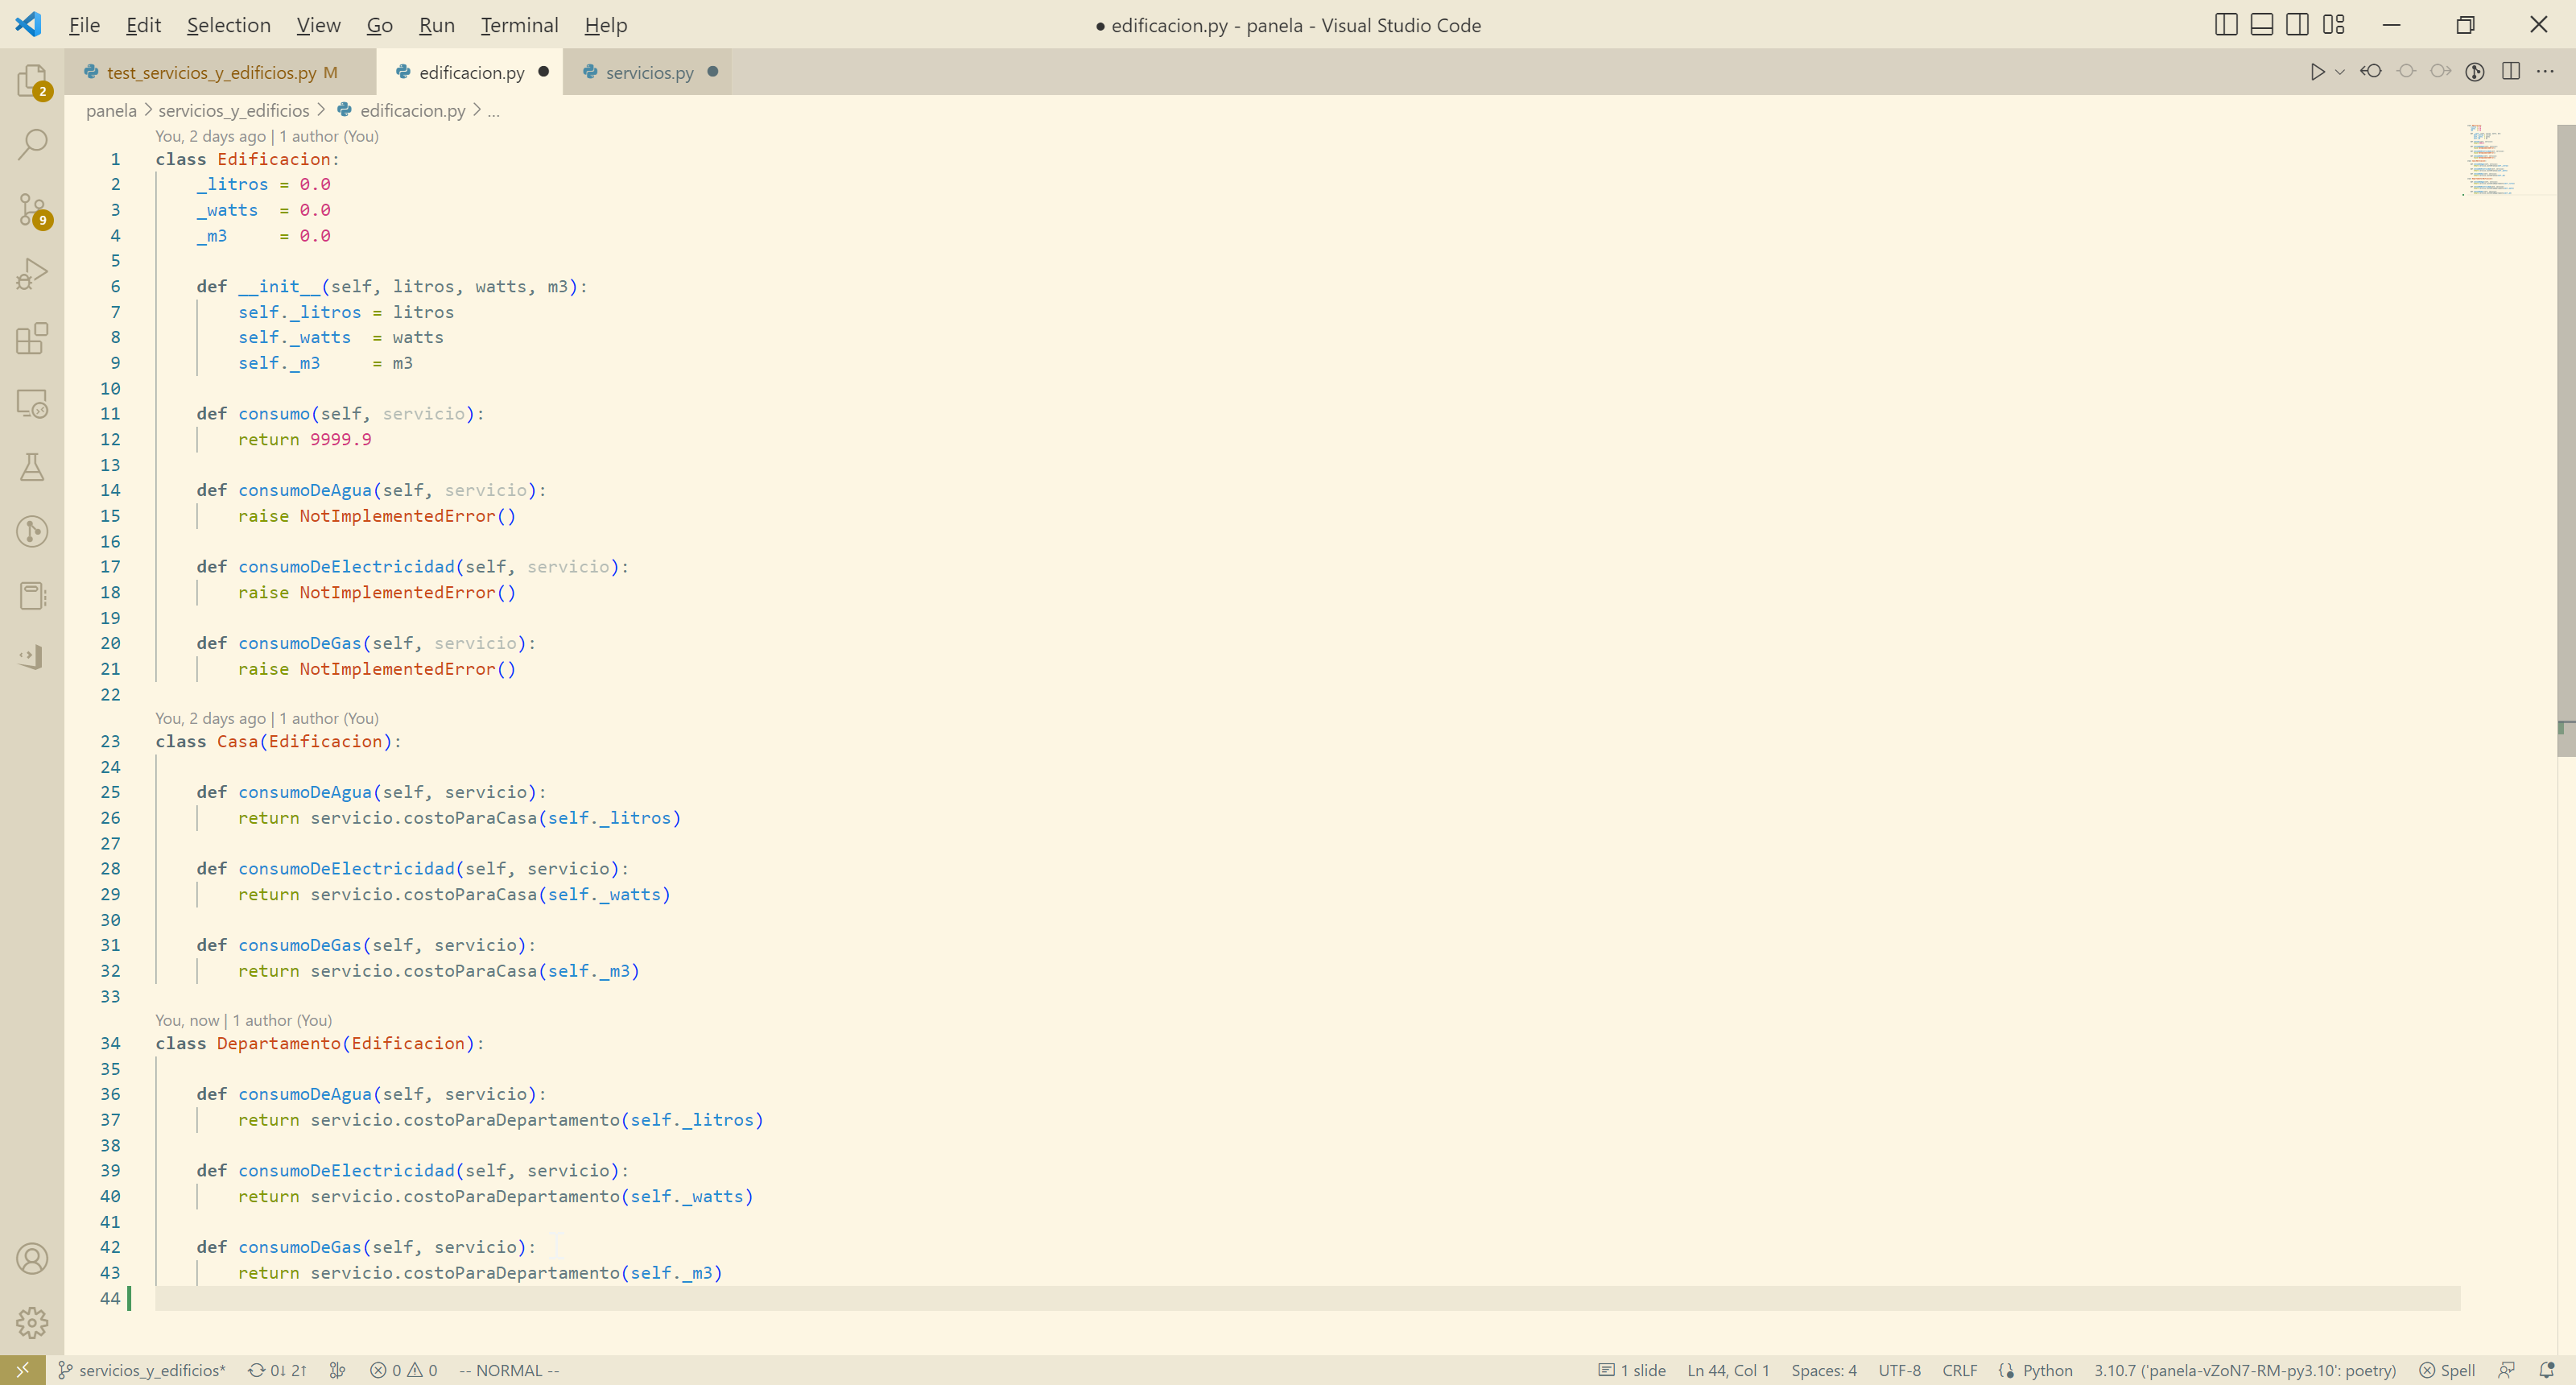 File Edit Selection View Go Run Terminal Help ● edificacion.py - panela - Visual Studio Code
test_servicios_y_edificios.py M edificacion.py ● servicios.py ●
panela > servicios_y_edificios > edificacion.py > ...
2
9
You, 2 days ago | 1 author (You)
1 class Edificacion:
2     _litros = 0.0
3     _watts  = 0.0
4     _m3     = 0.0
5
6     def __init__(self, litros, watts, m3):
7         self._litros = litros
8         self._watts  = watts
9         self._m3     = m3
10
11     def consumo(self, servicio):
12         return 9999.9
13
14     def consumoDeAgua(self, servicio):
15         raise NotImplementedError()
16
17     def consumoDeElectricidad(self, servicio):
18         raise NotImplementedError()
19
20     def consumoDeGas(self, servicio):
21         raise NotImplementedError()
22
You, 2 days ago | 1 author (You)
23 class Casa(Edificacion):
24
25     def consumoDeAgua(self, servicio):
26         return servicio.costoParaCasa(self._litros)
27
28     def consumoDeElectricidad(self, servicio):
29         return servicio.costoParaCasa(self._watts)
30
31     def consumoDeGas(self, servicio):
32         return servicio.costoParaCasa(self._m3)
33
You, now | 1 author (You)
34 class Departamento(Edificacion):
35
36     def consumoDeAgua(self, servicio):
37         return servicio.costoParaDepartamento(self._litros)
38
39     def consumoDeElectricidad(self, servicio):
40         return servicio.costoParaDepartamento(self._watts)
41
42     def consumoDeGas(self, servicio):
43         return servicio.costoParaDepartamento(self._m3)
44
servicios_y_edificios* 0↓ 2↑ 0 0 -- NORMAL -- 1 slide Ln 44, Col 1 Spaces: 4 UTF-8 CRLF Python 3.10.7 ('panela-vZoN7-RM-py3.10': poetry) Spell